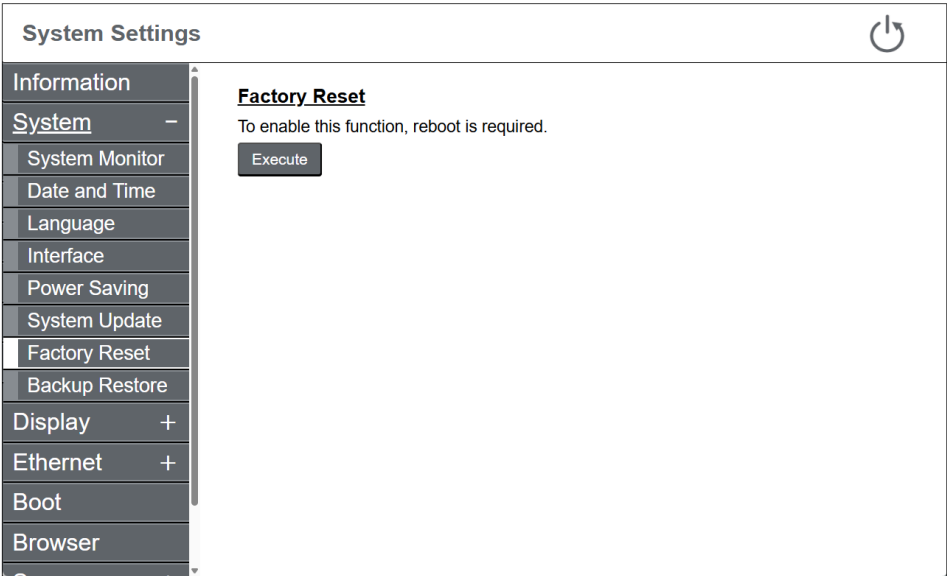 System Settings
Information
System −
System Monitor
Date and Time
Language
Interface
Power Saving
System Update
Factory Reset
Backup Restore
Display +
Ethernet +
Boot
Browser
Factory Reset
To enable this function, reboot is required.
Execute